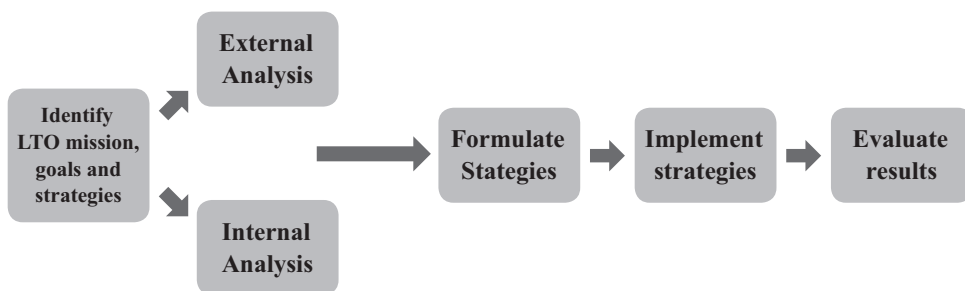 External
Analysis
Identify
LTO mission,
goals and
strategies
Internal
Analysis
Formulate
Stategies
Implement
strategies
Evaluate
results